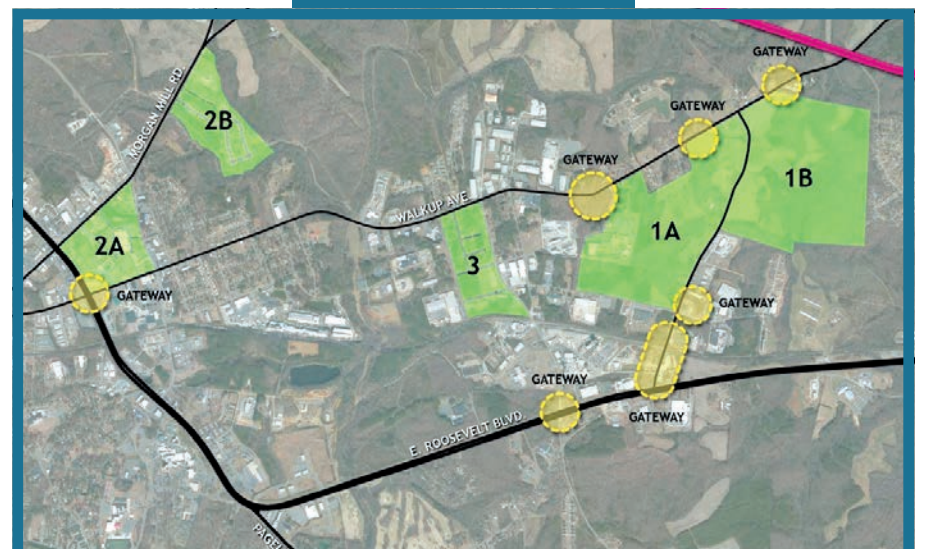 GATEWAY
GATEWAY
MORGAN MILL RD.
2B
GATEWAY
1B
WALKUP AVE
1A
2A
3
GATEWAY
GATEWAY
GATEWAY
GATEWAY
E. ROOSEVELT BLVD.